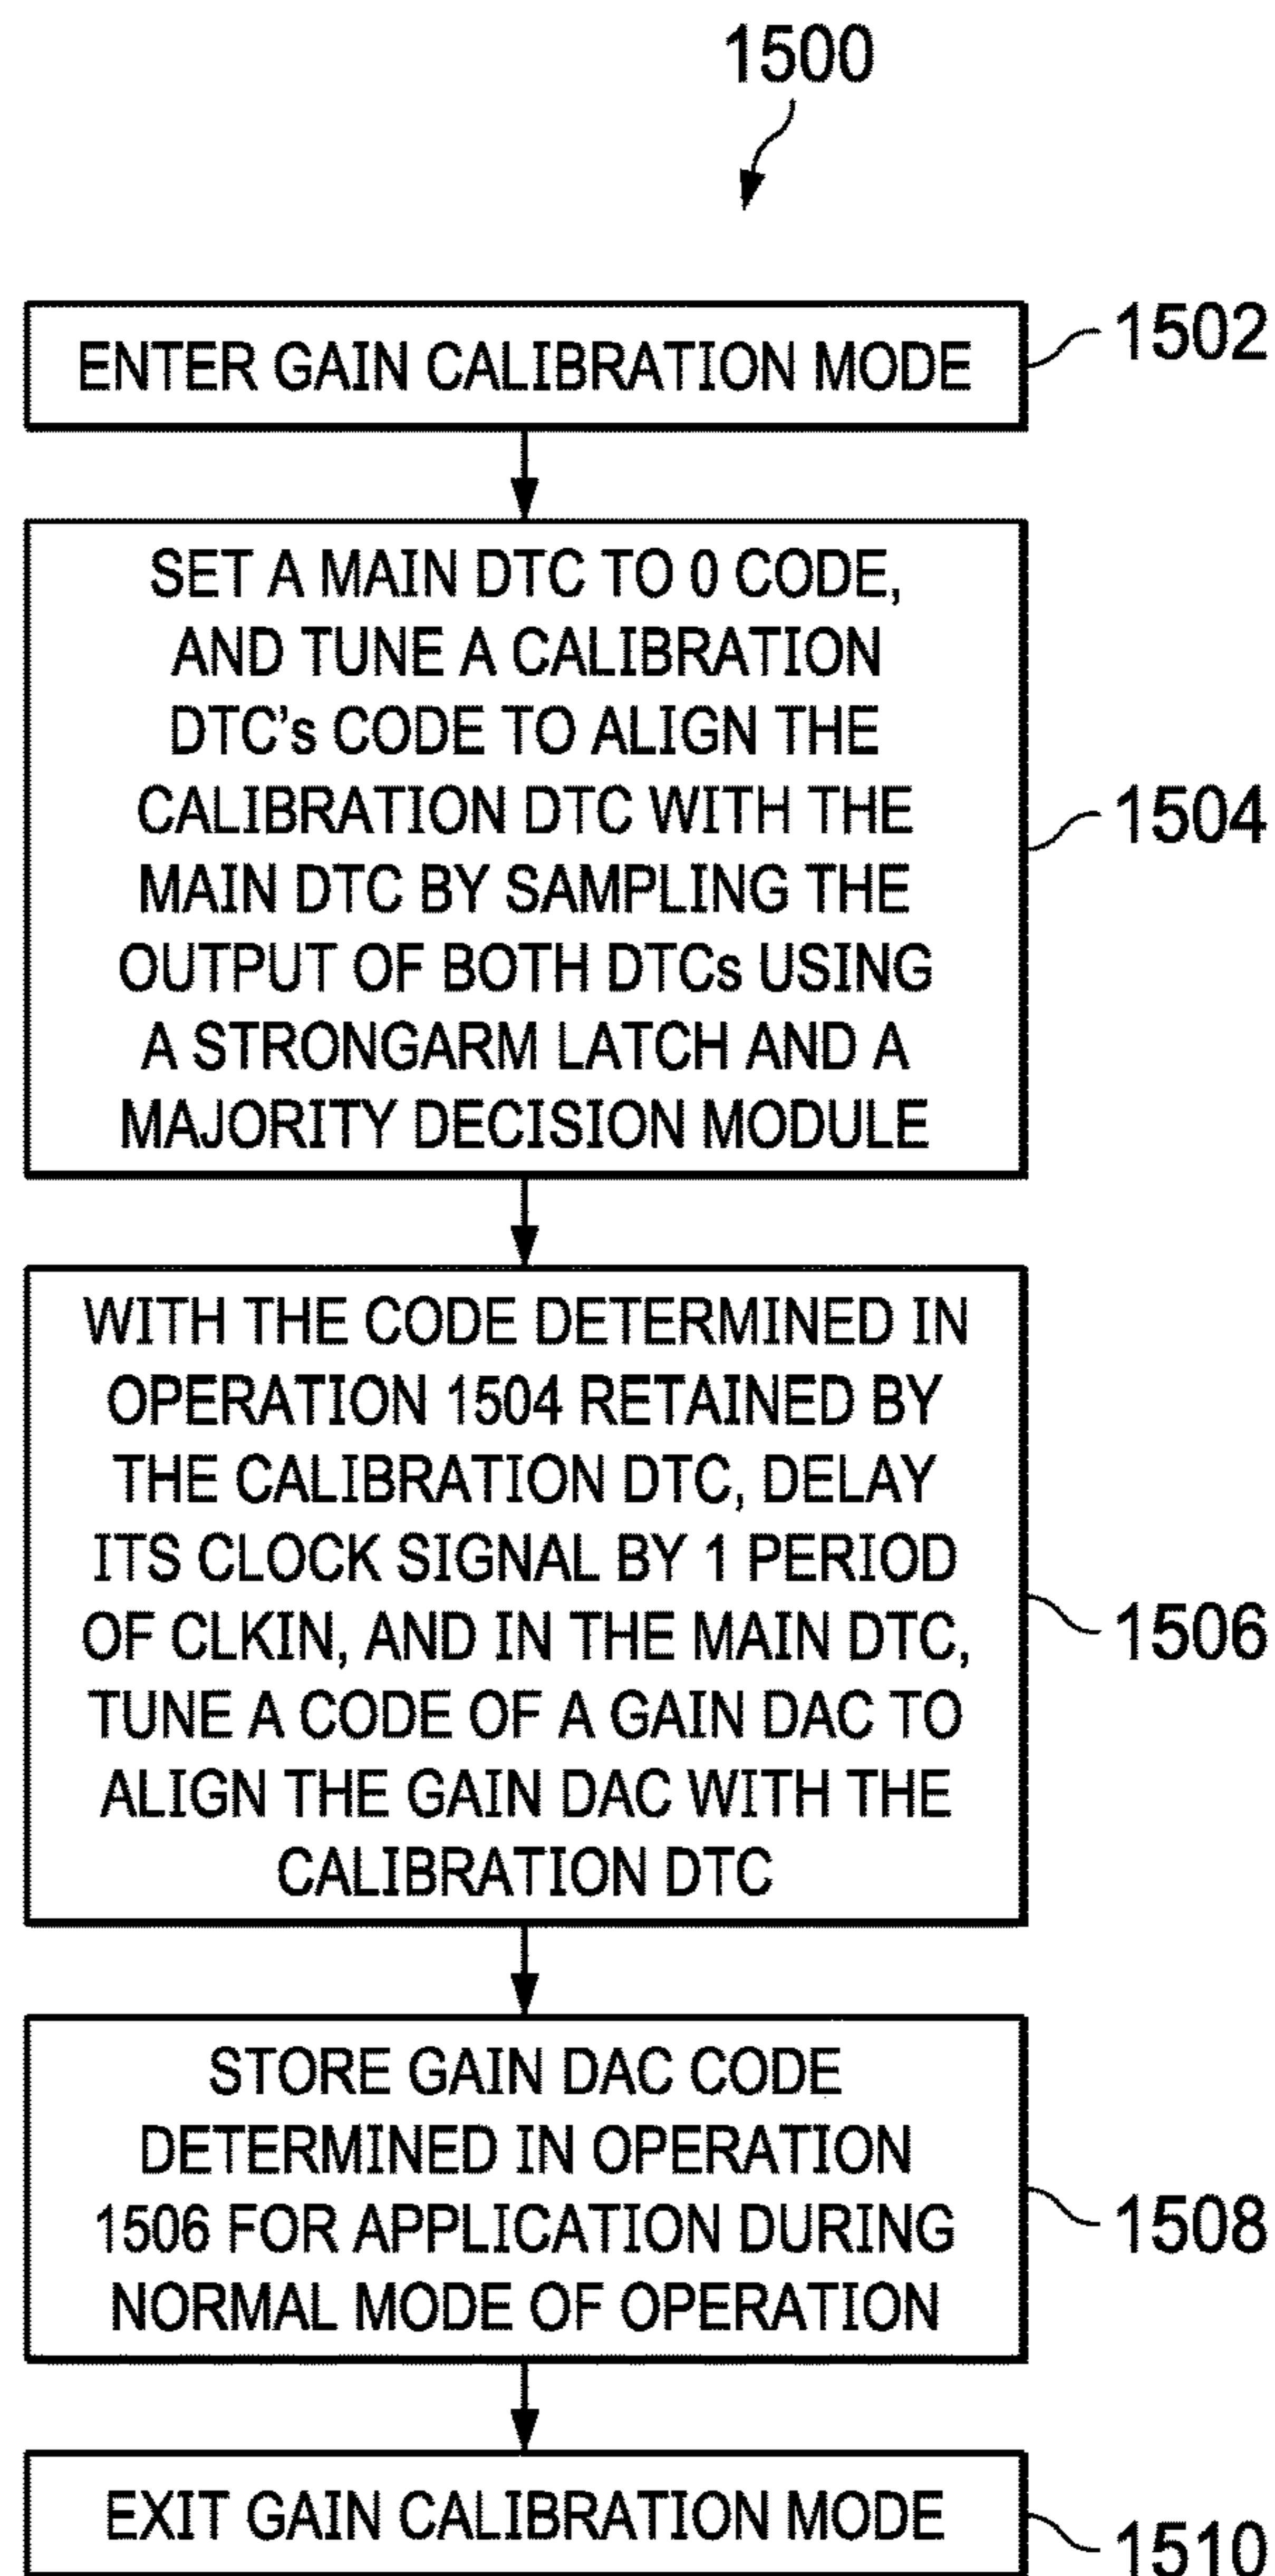 1500
ENTER GAIN CALIBRATION MODE
1502
SET A MAIN DTC TO 0 CODE,
AND TUNE A CALIBRATION
DTC's CODE TO ALIGN THE
CALIBRATION DTC WITH THE
MAIN DTC BY SAMPLING THE
OUTPUT OF BOTH DTCs USING
A STRONGARM LATCH AND A
MAJORITY DECISION MODULE
1504
WITH THE CODE DETERMINED IN
OPERATION 1504 RETAINED BY
THE CALIBRATION DTC, DELAY
ITS CLOCK SIGNAL BY 1 PERIOD
OF CLKIN, AND IN THE MAIN DTC,
TUNE A CODE OF A GAIN DAC TO
ALIGN THE GAIN DAC WITH THE
CALIBRATION DTC
1506
STORE GAIN DAC CODE
DETERMINED IN OPERATION
1506 FOR APPLICATION DURING
NORMAL MODE OF OPERATION
1508
EXIT GAIN CALIBRATION MODE
1510